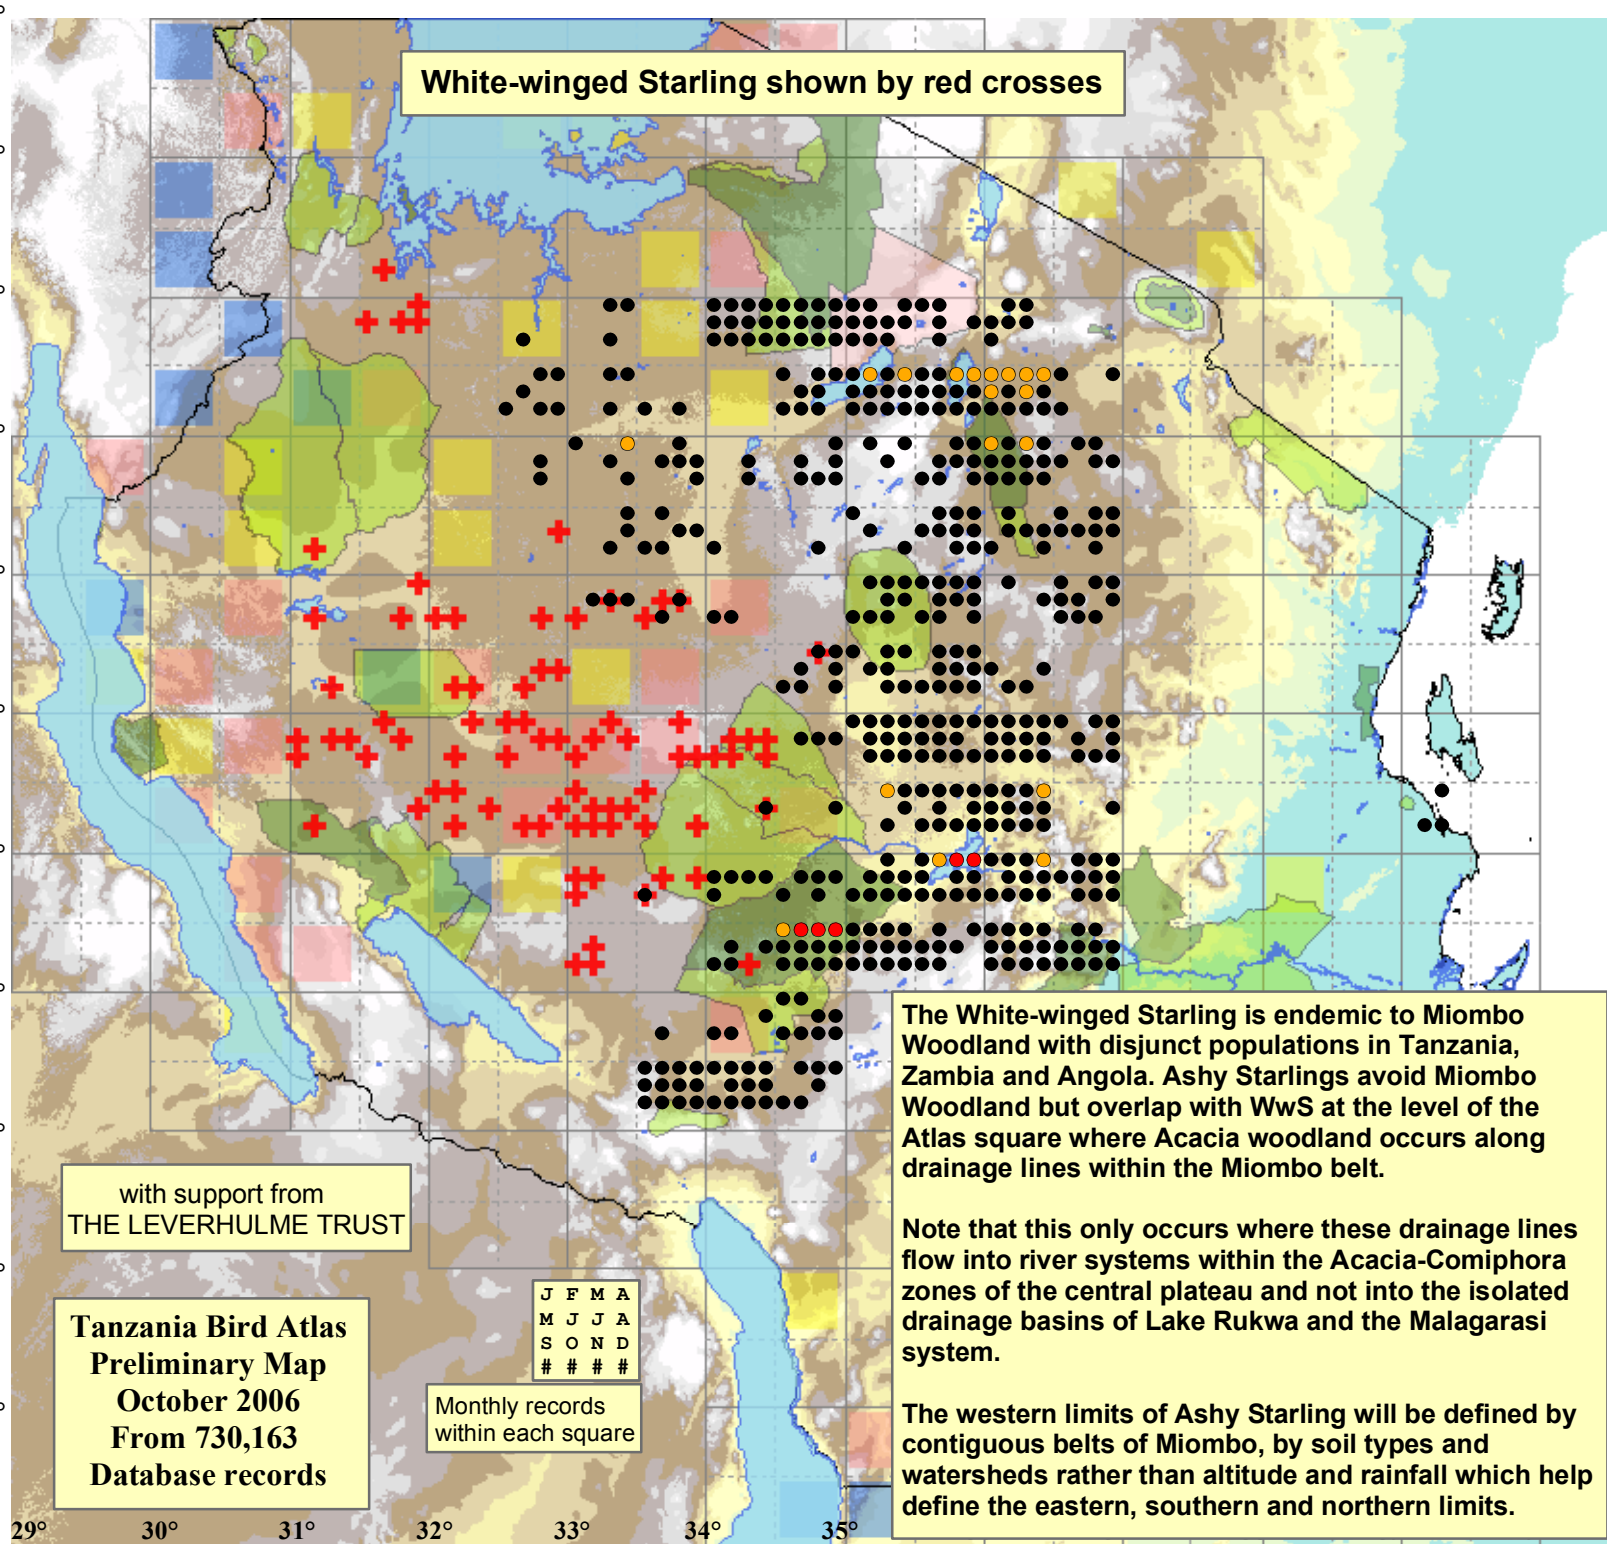 White-winged Starling shown by red crosses
The White-winged Starling is endemic to Miombo
Woodland with disjunct populations in Tanzania,
Zambia and Angola. Ashy Starlings avoid Miombo
Woodland but overlap with WwS at the level of the
Atlas square where Acacia woodland occurs along
drainage lines within the Miombo belt.
Note that this only occurs where these drainage lines
flow into river systems within the Acacia-Comiphora
zones of the central plateau and not into the isolated
drainage basins of Lake Rukwa and the Malagarasi
system.
The western limits of Ashy Starling will be defined by
contiguous belts of Miombo, by soil types and
watersheds rather than altitude and rainfall which help
define the eastern, southern and northern limits.
with support from
THE LEVERHULME TRUST
Tanzania Bird Atlas
Preliminary Map
October 2006
From 730,163
Database records
J F M A
M J J A
S O N D
# # # #
Monthly records
within each square
29° 30° 31° 32° 33° 34° 35°